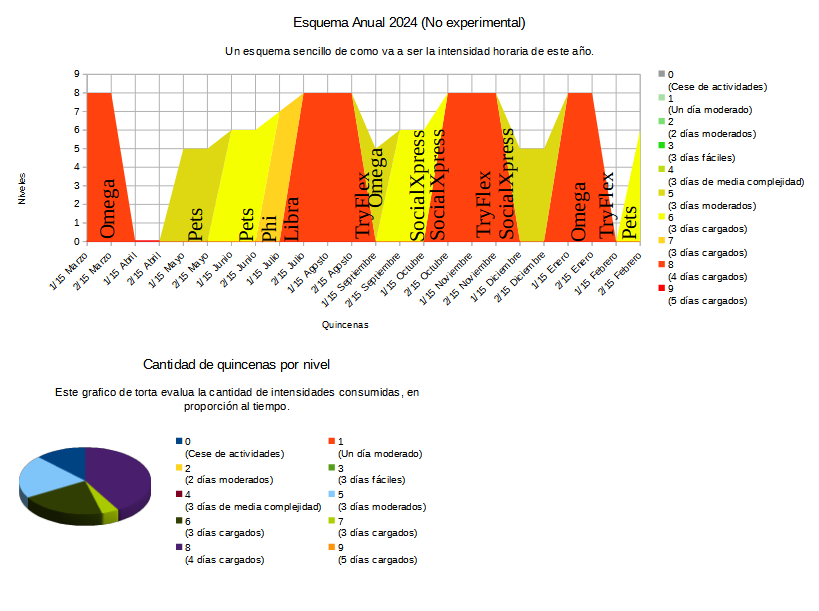 Esquema Anual 2024 (No experimental)
Un esquema sencillo de como va a ser la intensidad horaria de este año.
9
8
7
6
5
4
3
2
1
0
Niveles
Omega
Pets
Pets
Phi
Libra
TryFlex
Omega
SocialXpress
SocialXpress
TryFlex
SocialXpress
Omega
TryFlex
Pets
1/15 Marzo
2/15 Marzo
1/15 Abril
2/15 Abril
1/15 Mayo
2/15 Mayo
1/15 Junio
2/15 Junio
1/15 Julio
2/15 Julio
1/15 Agosto
2/15 Agosto
1/15 Septiembre
2/15 Septiembre
1/15 Octubre
2/15 Octubre
1/15 Noviembre
2/15 Noviembre
1/15 Diciembre
2/15 Diciembre
1/15 Enero
2/15 Enero
1/15 Febrero
2/15 Febrero
Quincenas
0
(Cese de actividades)
1
(Un día moderado)
2
(2 días moderados)
3
(3 días fáciles)
4
(3 días de media complejidad)
5
(3 días moderados)
6
(3 días cargados)
7
(3 días cargados)
8
(4 días cargados)
9
(5 días cargados)
Cantidad de quincenas por nivel
Este grafico de torta evalua la cantidad de intensidades consumidas, en
proporción al tiempo.
0
(Cese de actividades)
1
(Un día moderado)
2
(2 días moderados)
3
(3 días fáciles)
4
(3 días de media complejidad)
5
(3 días moderados)
6
(3 días cargados)
7
(3 días cargados)
8
(4 días cargados)
9
(5 días cargados)